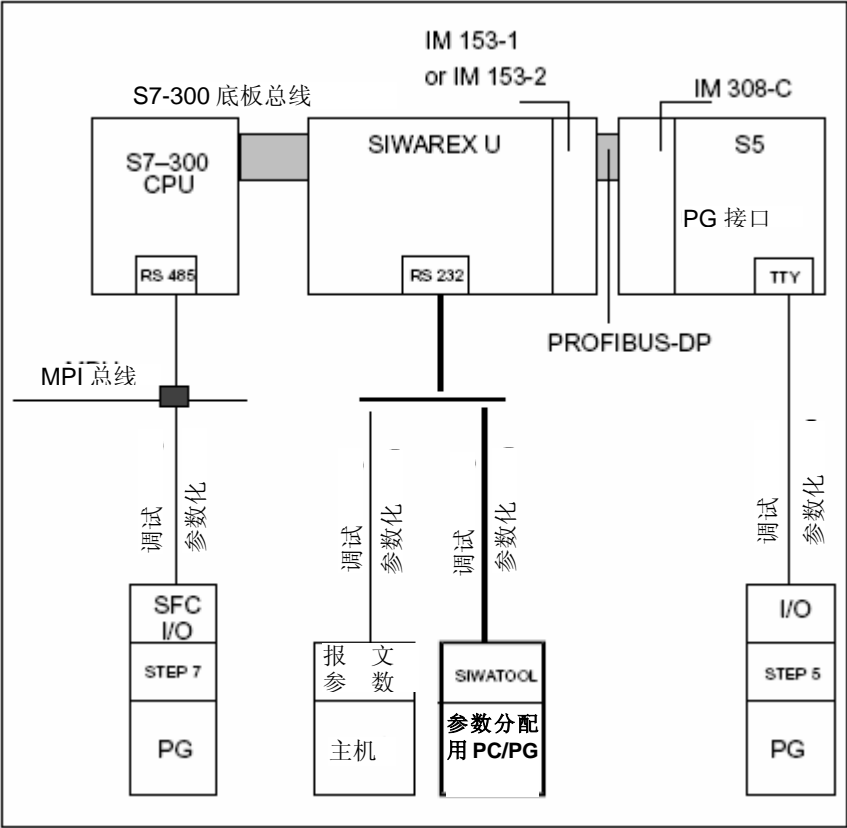 IM 153-1
or IM 153-2
S7-300 底板总线
IM 308-C
S7–300
CPU
SIWAREX U
S5
PG 接口
RS 485
RS 232
TTY
PROFIBUS-DP
MPI 总线
调试
参数化
调试
参数化
调试
参数化
调试
参数化
SFC
I/O
STEP 7
PG
报 文
参 数
主机
SIWATOOL
参数分配
用 PC/PG
I/O
STEP 5
PG